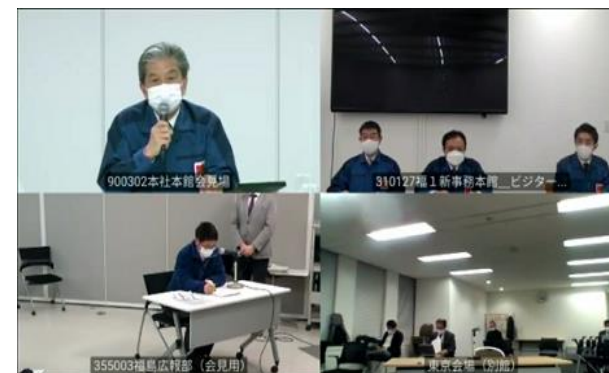 900302本社本館会見場
310127福1新事務本館__ビジター...
355003福島広報部（会見用）
東京会場（別館）